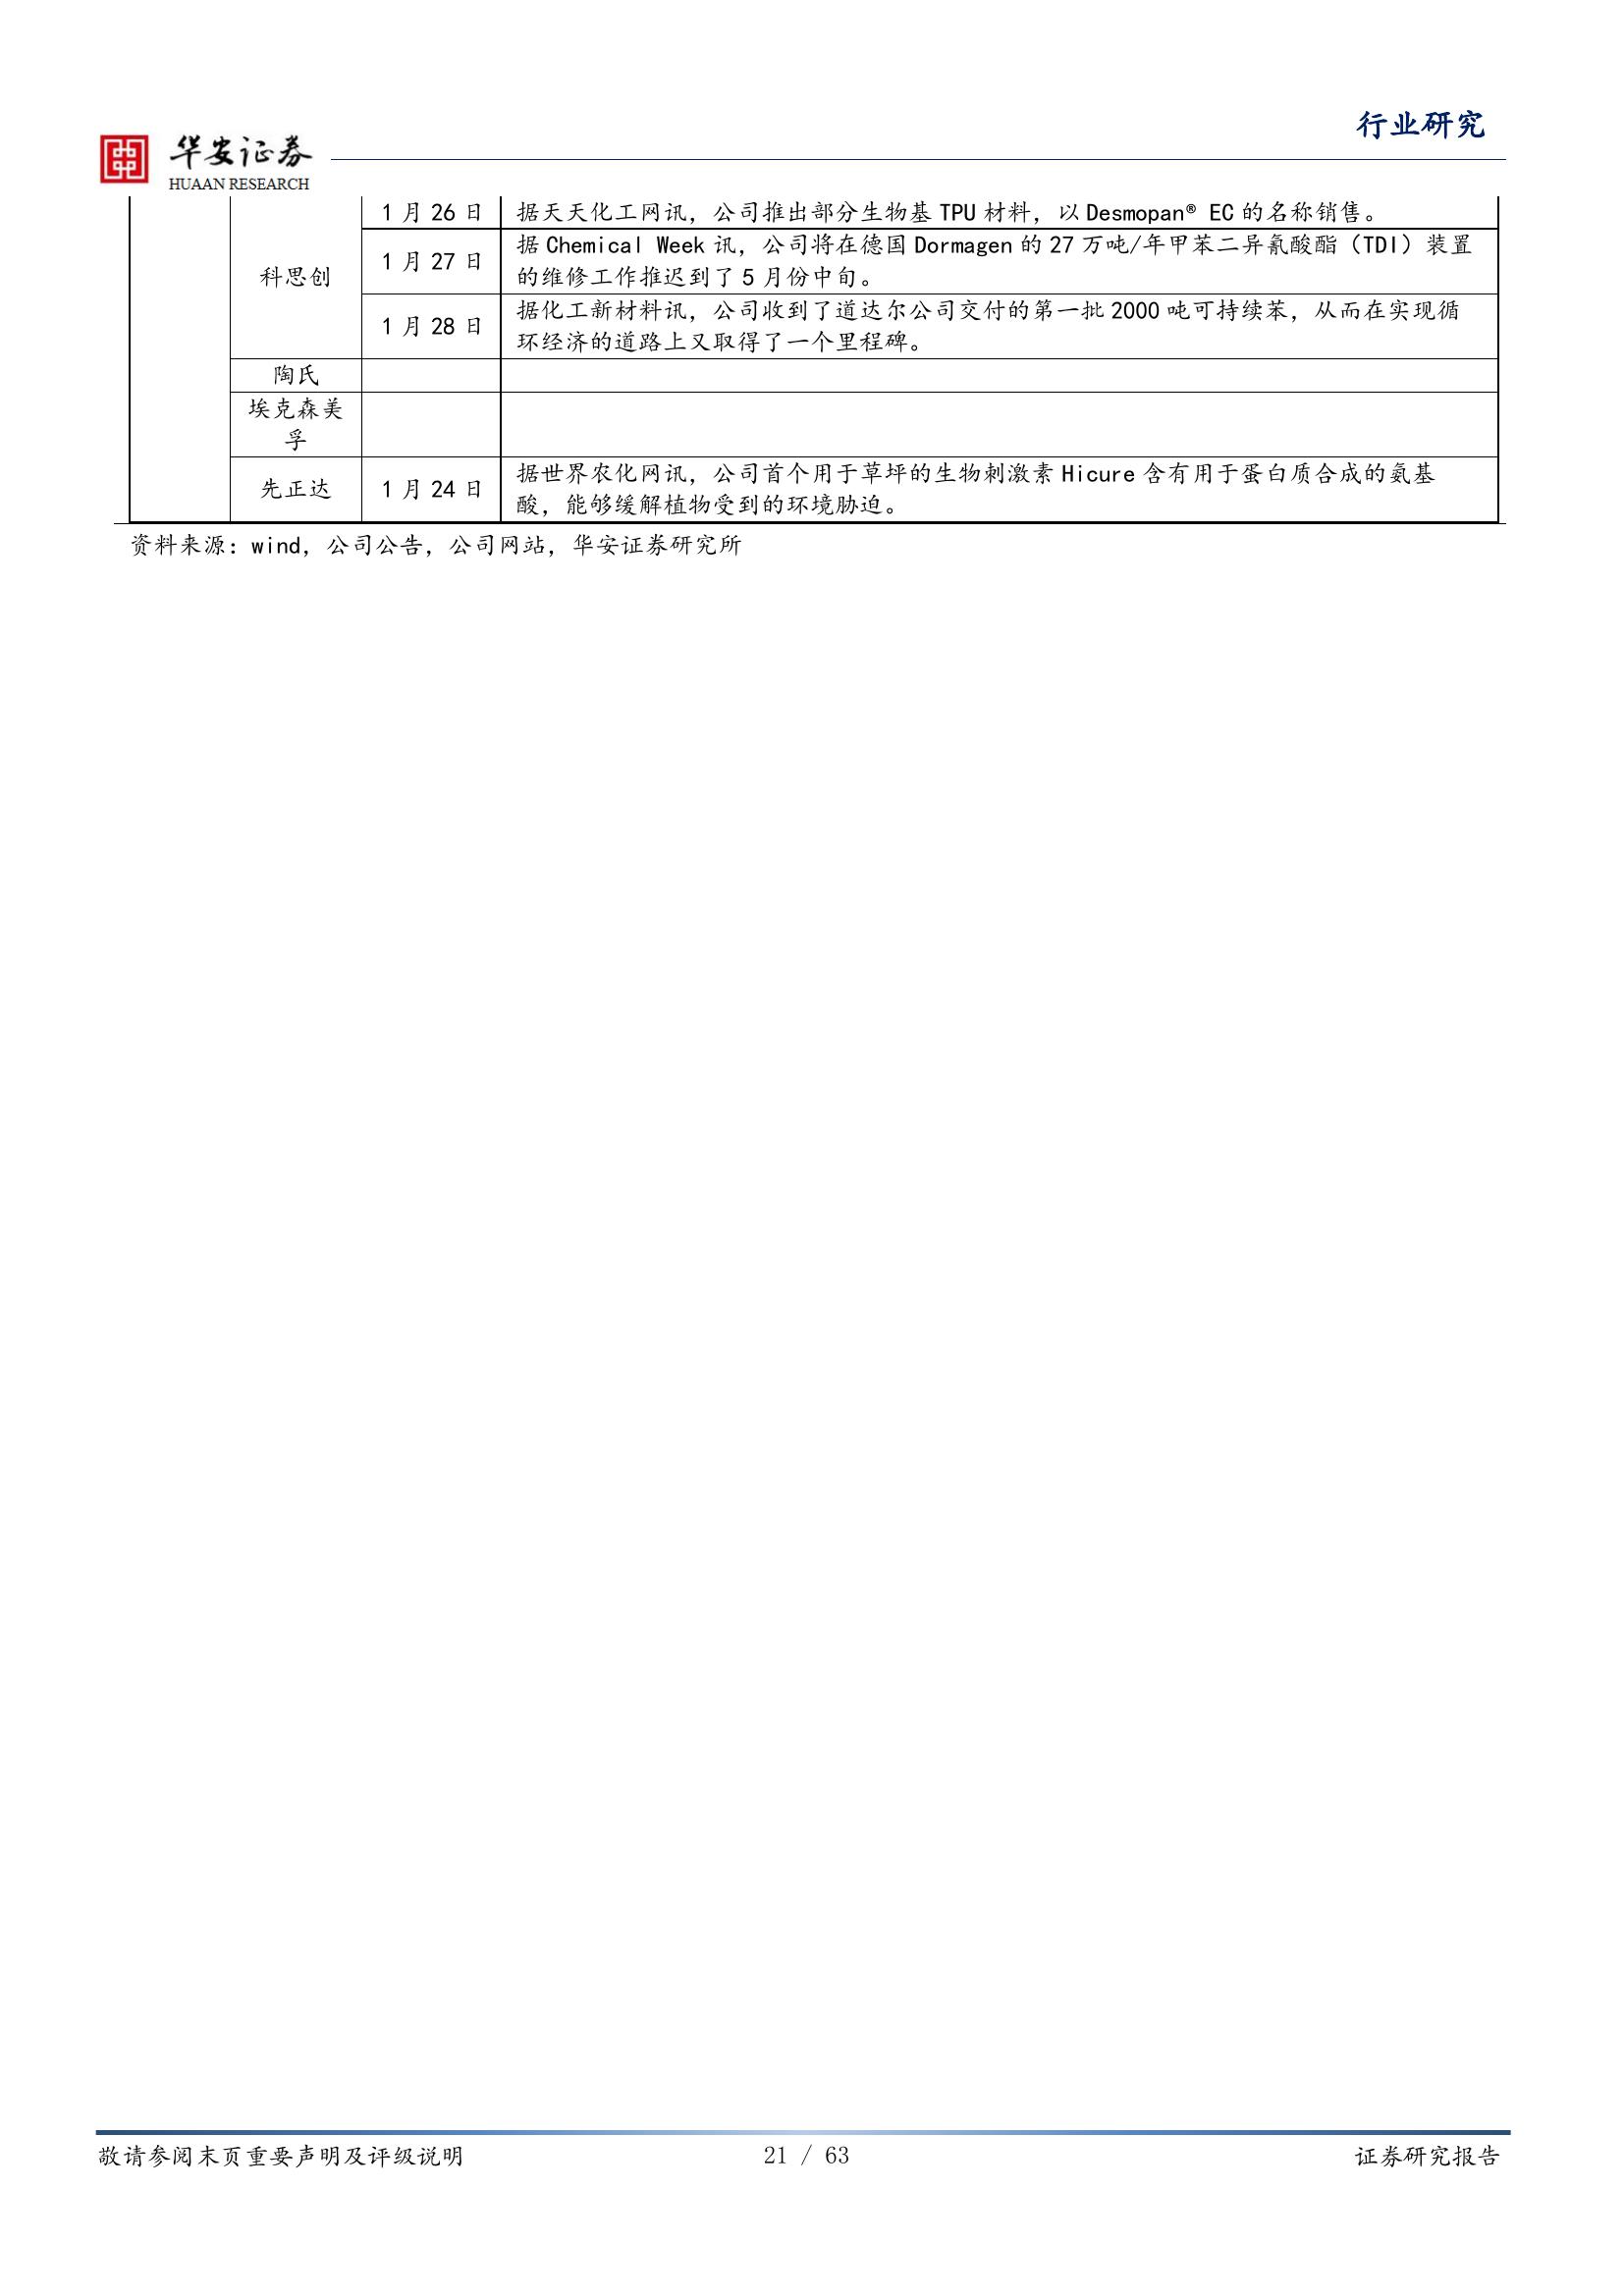 行业研究
华安证券
HUAAN RESEARCH
科思创
1 月 26 日
据天天化工网讯，公司推出部分生物基 TPU 材料，以 Desmopan® EC 的名称销售。
1 月 27 日
据 Chemical Week 讯，公司将在德国 Dormagen 的 27 万吨/年甲苯二异氰酸酯（TDI）装置
的维修工作推迟到了 5 月份中旬。
1 月 28 日
据化工新材料讯，公司收到了道达尔公司交付的第一批 2000 吨可持续苯，从而在实现循
环经济的道路上又取得了一个里程碑。
陶氏
埃克森美
孚
先正达
1 月 24 日
据世界农化网讯，公司首个用于草坪的生物刺激素 Hicure 含有用于蛋白质合成的氨基
酸，能够缓解植物受到的环境胁迫。
资料来源：wind，公司公告，公司网站，华安证券研究所
敬请参阅末页重要声明及评级说明
21 / 63
证券研究报告